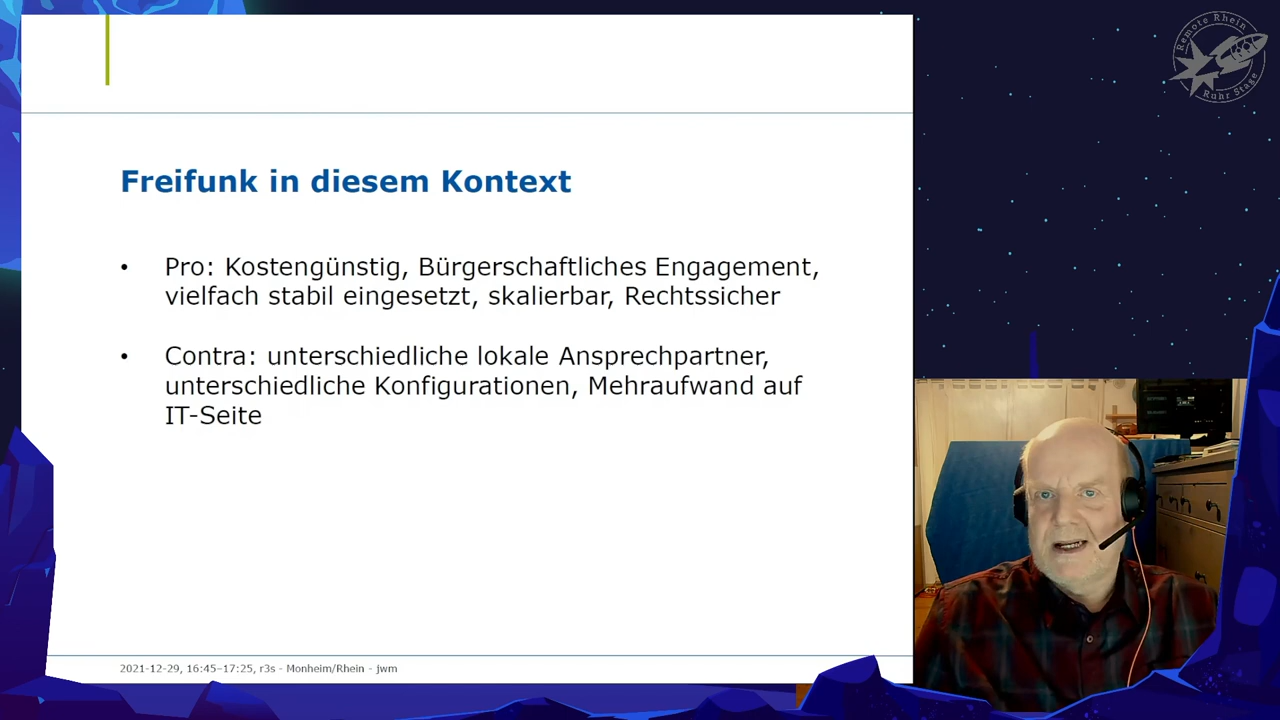 Freifunk in diesem Kontext
• Pro: Kostengünstig, Bürgerschaftliches Engagement,
vielfach stabil eingesetzt, skalierbar, Rechtssicher
• Contra: unterschiedliche lokale Ansprechpartner,
unterschiedliche Konfigurationen, Mehraufwand auf
IT-Seite
2021-12-29, 16:45–17:25, r3s - Monheim/Rhein - jwm
Remote Rhein
Ruhr Stage